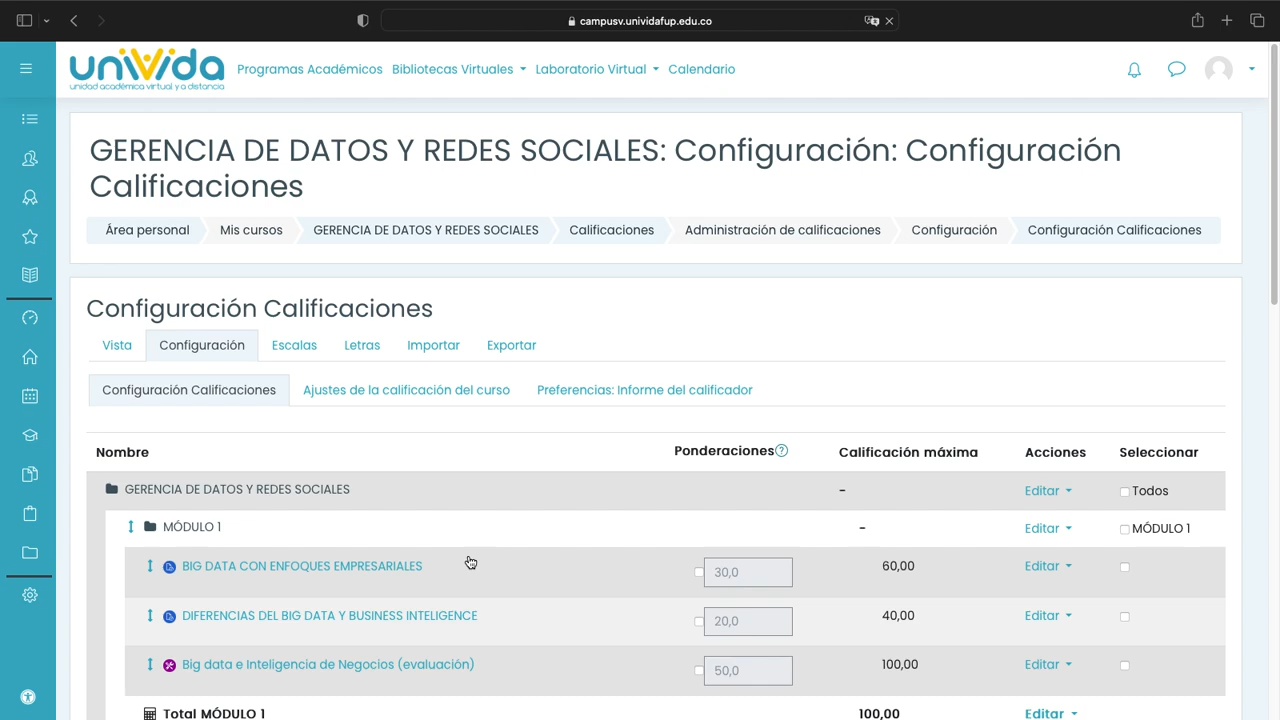 campusv.unividafup.edu.co
univida
unidad académica virtual y a distancia
Programas Académicos Bibliotecas Virtuales Laboratorio Virtual Calendario
GERENCIA DE DATOS Y REDES SOCIALES: Configuración: Configuración
Calificaciones
Área personal Mis cursos GERENCIA DE DATOS Y REDES SOCIALES Calificaciones Administración de calificaciones Configuración Configuración Calificaciones
Configuración Calificaciones
Vista Configuración Escalas Letras Importar Exportar
Configuración Calificaciones Ajustes de la calificación del curso Preferencias: Informe del calificador
Nombre Ponderaciones Calificación máxima Acciones Seleccionar
GERENCIA DE DATOS Y REDES SOCIALES - Editar Todos
MÓDULO 1 - Editar MÓDULO 1
BIG DATA CON ENFOQUES EMPRESARIALES 30,0 60,00 Editar
DIFERENCIAS DEL BIG DATA Y BUSINESS INTELIGENCE 20,0 40,00 Editar
Big data e Inteligencia de Negocios (evaluación) 50,0 100,00 Editar
Total MÓDULO 1 100,00 Editar